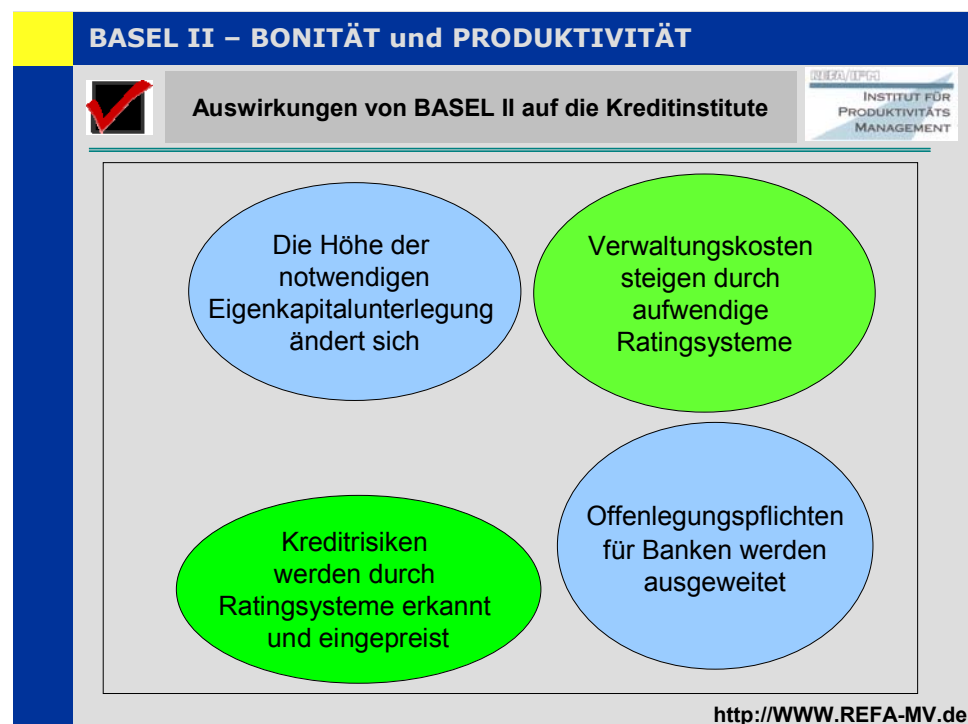 BASEL II – BONITÄT und PRODUKTIVITÄT
Auswirkungen von BASEL II auf die Kreditinstitute
REFA/IPM
INSTITUT FÜR
PRODUKTIVITÄTS
MANAGEMENT
Die Höhe der
notwendigen
Eigenkapitalunterlegung
ändert sich
Verwaltungskosten
steigen durch
aufwendige
Ratingsysteme
Kreditrisiken
werden durch
Ratingsysteme erkannt
und eingepreist
Offenlegungspflichten
für Banken werden
ausgeweitet
http://WWW.REFA-MV.de